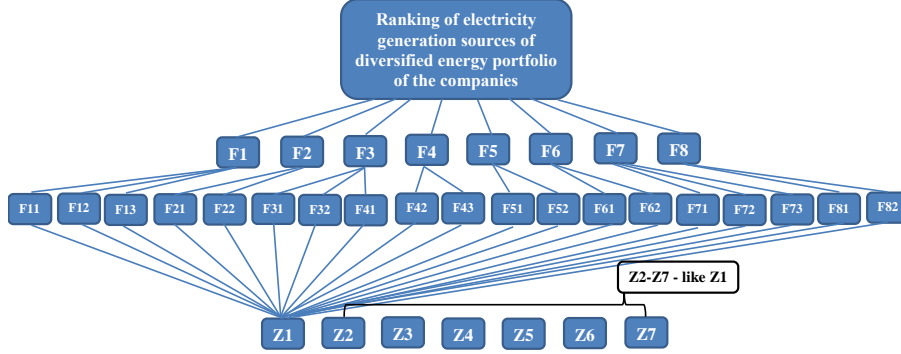 Ranking of electricity
generation sources of
diversified energy portfolio
of the companies
F1 F2 F3 F4 F5 F6 F7 F8
F11 F12 F13 F21 F22 F31 F32 F41 F42 F43 F51 F52 F61 F62 F71 F72 F73 F81 F82
Z2-Z7 - like Z1
Z1 Z2 Z3 Z4 Z5 Z6 Z7